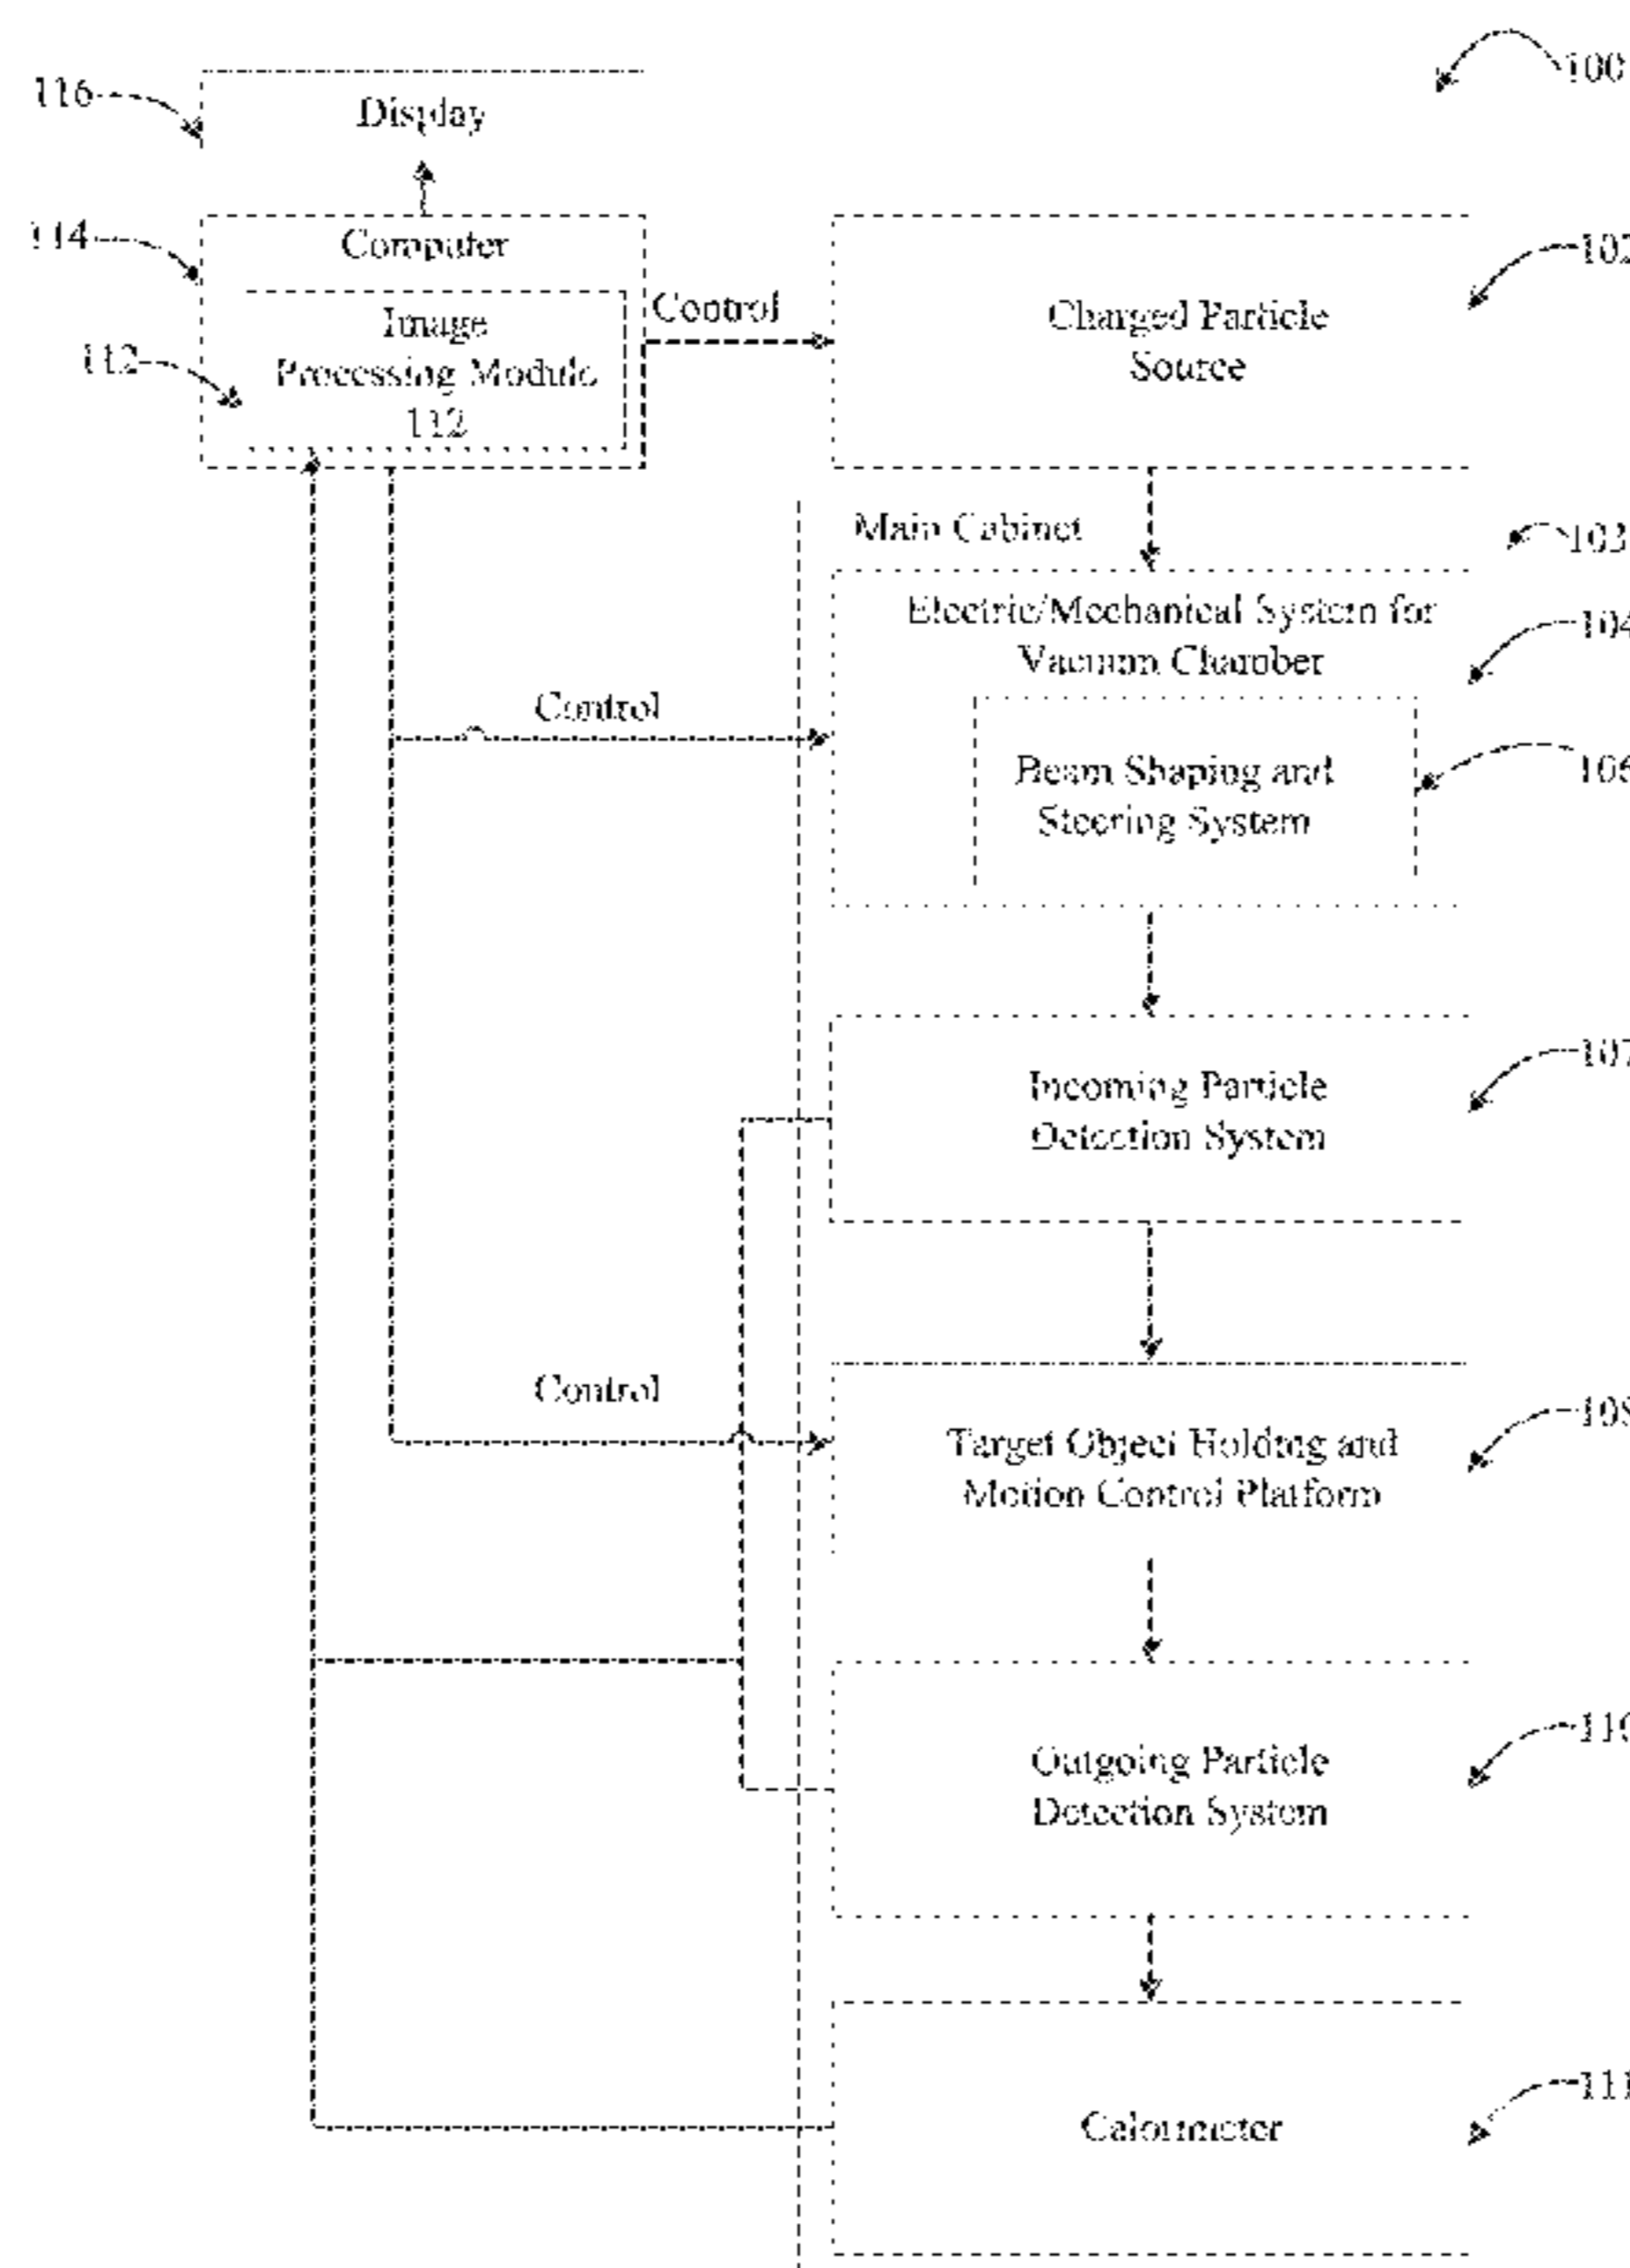 100
116
Display
114
Computer
102
Control
Image
Processing Module
112
112
Charged Particle
Source
Main Cabinet
103
Electric/Mechanical System for
Vacuum Chamber
104
Control
Beam Shaping and
Steering System
106
Incoming Particle
Detection System
107
Control
Target Object Holding and
Motion Control Platform
108
Outgoing Particle
Detection System
110
Calorimeter
111